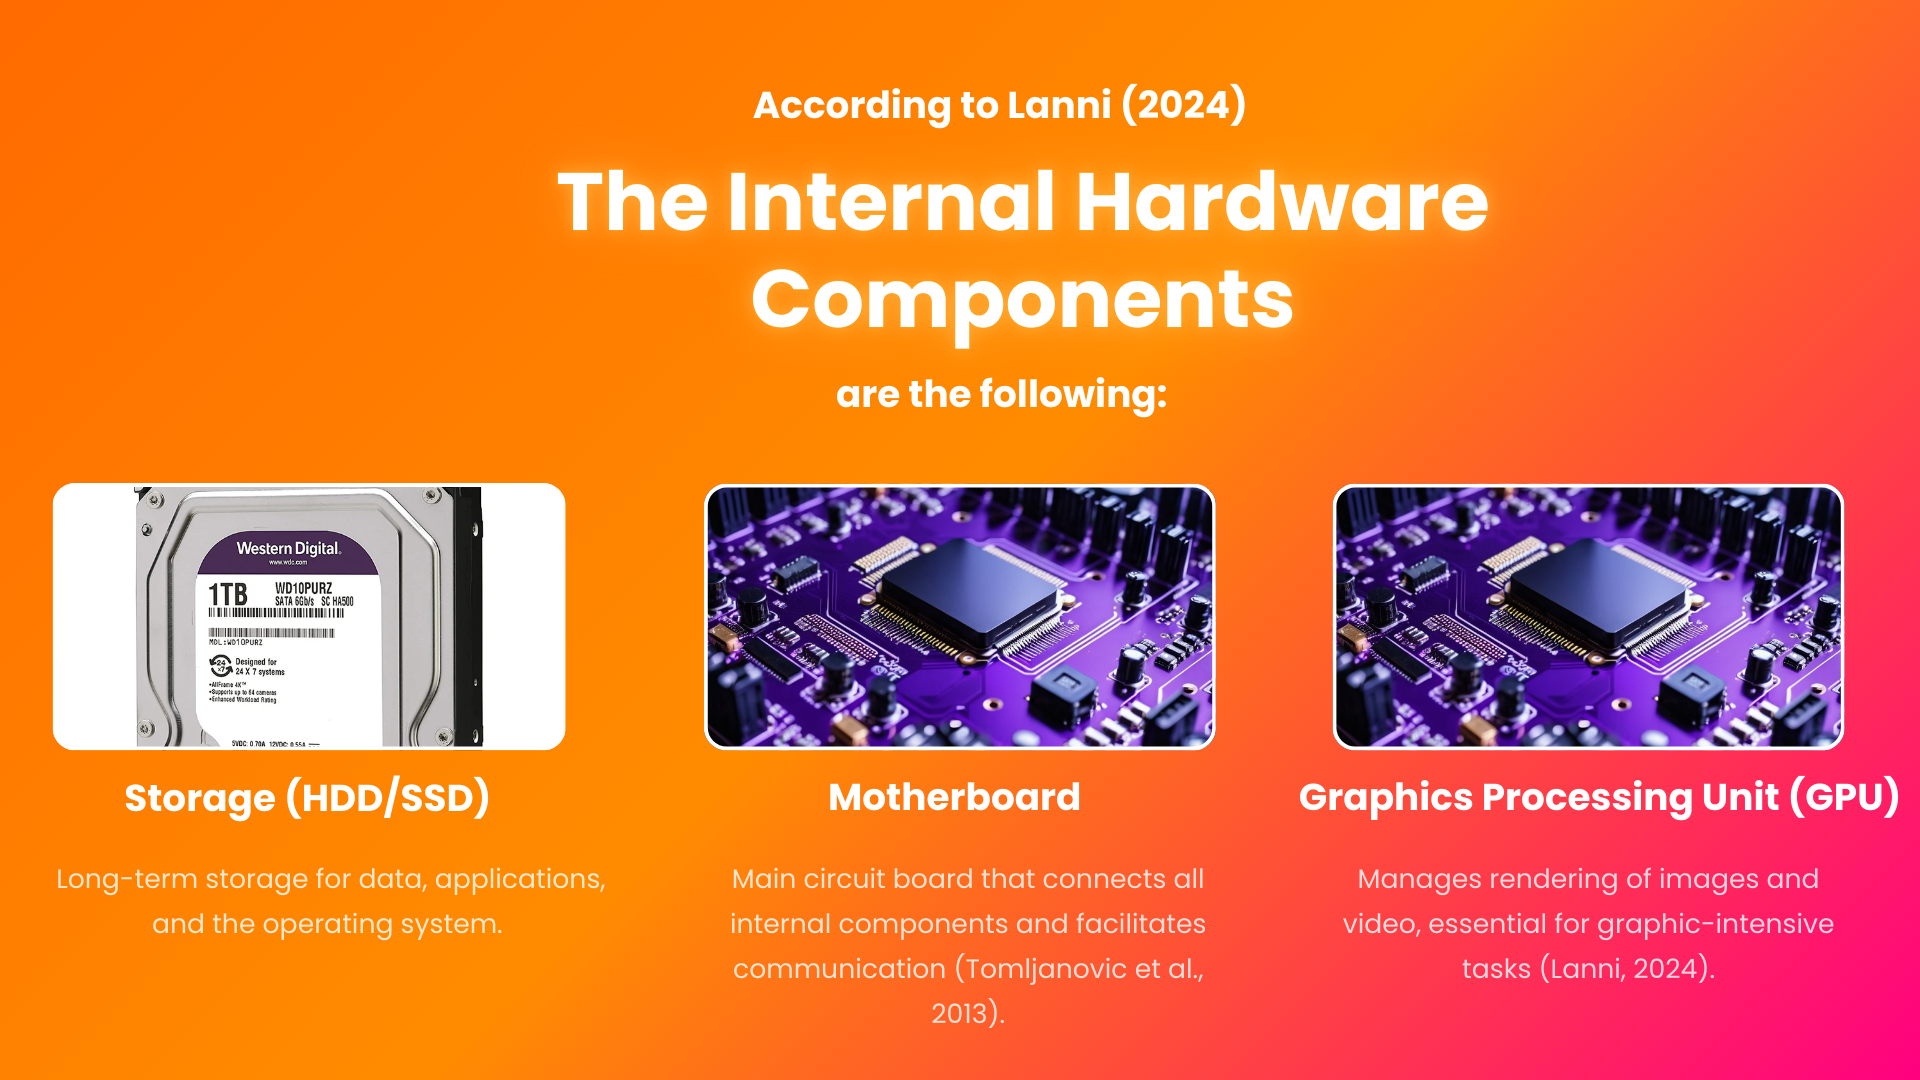 According to Lanni (2024)
The Internal Hardware
Components
are the following:
Western Digital
www.wdc.com
1TB
WD10PURZ
SATA 6Gb/s SC HA500
MDL:WD10PURZ
24
x7
Designed for
24 X 7 systems
•AllFrame 4K™
•Supports up to 64 cameras
•Enhanced Workload Rating
5VDC: 0.70A 12VDC: 0.55A
Storage (HDD/SSD)
Motherboard
Graphics Processing Unit (GPU)
Long-term storage for data, applications,
and the operating system.
Main circuit board that connects all
internal components and facilitates
communication (Tomljanovic et al.,
2013).
Manages rendering of images and
video, essential for graphic-intensive
tasks (Lanni, 2024).